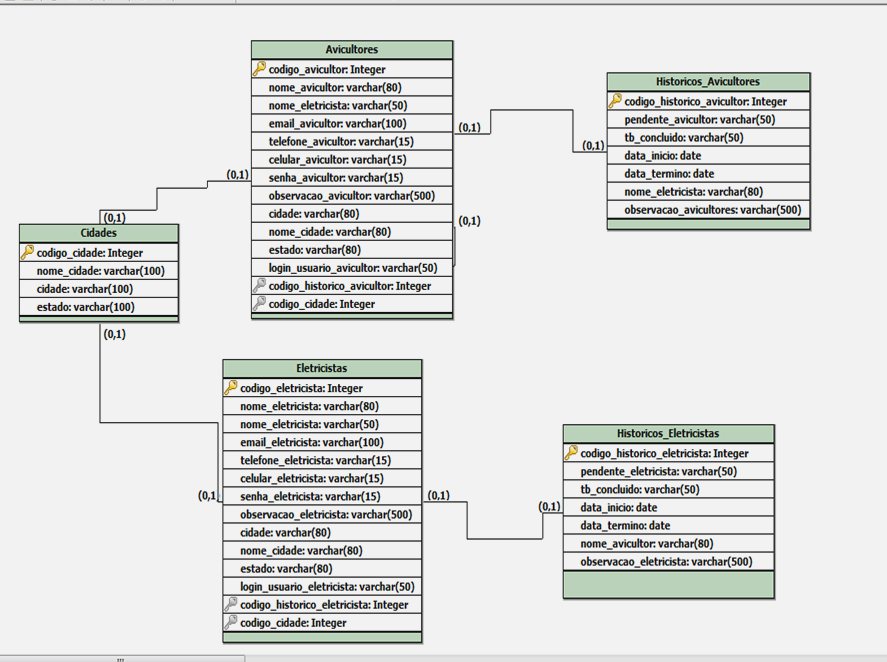 Avicultores
codigo_avicultor: Integer
nome_avicultor: varchar(80)
nome_eletricista: varchar(50)
email_avicultor: varchar(100)
telefone_avicultor: varchar(15)
celular_avicultor: varchar(15)
senha_avicultor: varchar(15)
observacao_avicultor: varchar(500)
cidade: varchar(80)
nome_cidade: varchar(80)
estado: varchar(80)
login_usuario_avicultor: varchar(50)
codigo_historico_avicultor: Integer
codigo_cidade: Integer
(0,1)
(0,1)
(0,1)
(0,1)
Historicos_Avicultores
codigo_historico_avicultor: Integer
pendente_avicultor: varchar(50)
tb_concluido: varchar(50)
data_inicio: date
data_termino: date
nome_eletricista: varchar(80)
observacao_avicultores: varchar(500)
(0,1)
Cidades
codigo_cidade: Integer
nome_cidade: varchar(100)
cidade: varchar(100)
estado: varchar(100)
(0,1)
Eletricistas
codigo_eletricista: Integer
nome_eletricista: varchar(80)
nome_eletricista: varchar(50)
email_eletricista: varchar(100)
telefone_eletricista: varchar(15)
celular_eletricista: varchar(15)
senha_eletricista: varchar(15)
observacao_eletricista: varchar(500)
cidade: varchar(80)
nome_cidade: varchar(80)
estado: varchar(80)
login_usuario_eletricista: varchar(50)
codigo_historico_eletricista: Integer
codigo_cidade: Integer
(0,1)
(0,1)
(0,1)
Historicos_Eletricistas
codigo_historico_eletricista: Integer
pendente_eletricista: varchar(50)
tb_concluido: varchar(50)
data_inicio: date
data_termino: date
nome_avicultor: varchar(80)
observacao_eletricista: varchar(500)